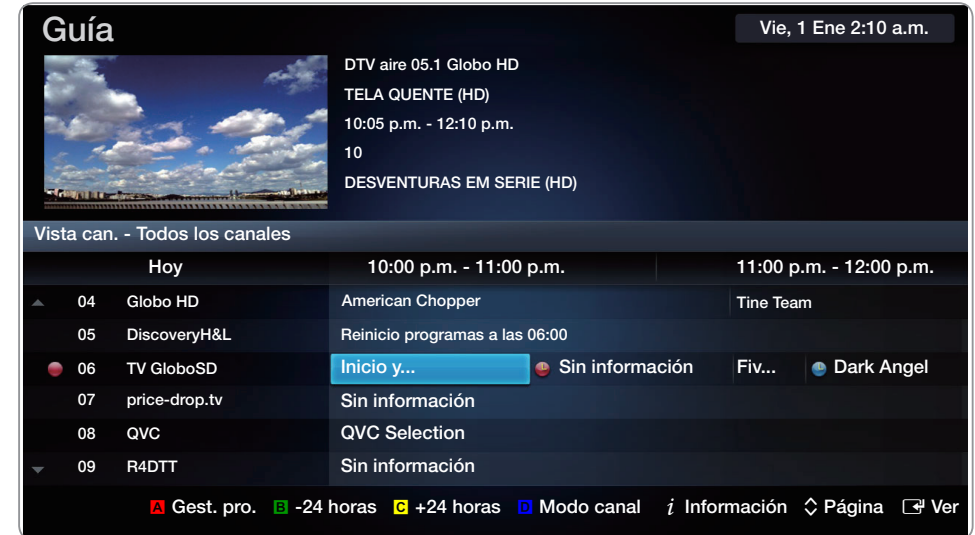 Guía
Vie, 1 Ene 2:10 a.m.
DTV aire 05.1 Globo HD
TELA QUENTE (HD)
10:05 p.m. - 12:10 p.m.
10
DESVENTURAS EM SERIE (HD)
Vista can. - Todos los canales
Hoy 10:00 p.m. - 11:00 p.m. 11:00 p.m. - 12:00 p.m.
04 Globo HD American Chopper Tine Team
05 DiscoveryH&L Reinicio programas a las 06:00
06 TV GloboSD Inicio y... Sin información Fiv... Dark Angel
07 price-drop.tv Sin información
08 QVC QVC Selection
09 R4DTT Sin información
A Gest. pro. B -24 horas C +24 horas D Modo canal i Información Página Ver